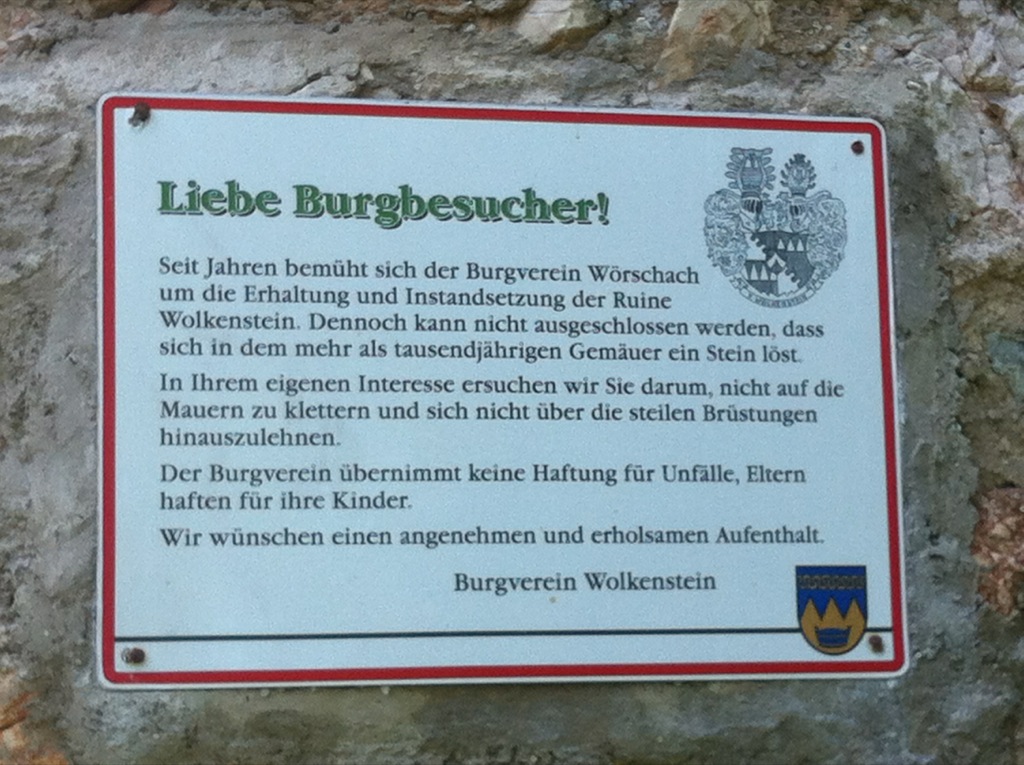 Liebe Burgbesucher!
Seit Jahren bemüht sich der Burgverein Wörschach
um die Erhaltung und Instandsetzung der Ruine
Wolkenstein. Dennoch kann nicht ausgeschlossen werden, dass
sich in dem mehr als tausendjährigen Gemäuer ein Stein löst.
In Ihrem eigenen Interesse ersuchen wir Sie darum, nicht auf die
Mauern zu klettern und sich nicht über die steilen Brüstungen
hinauszulehnen.
Der Burgverein übernimmt keine Haftung für Unfälle, Eltern
haften für ihre Kinder.
Wir wünschen einen angenehmen und erholsamen Aufenthalt.
Burgverein Wolkenstein